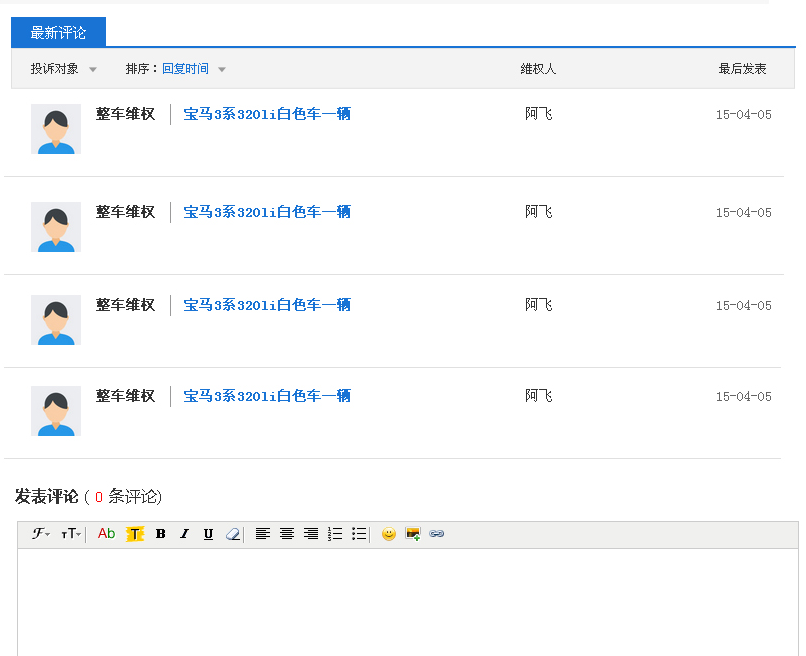 最新评论
投诉对象 排序：回复时间 维权人 最后发表
整车维权 宝马3系320li白色车一辆 阿飞 15-04-05
整车维权 宝马3系320li白色车一辆 阿飞 15-04-05
整车维权 宝马3系320li白色车一辆 阿飞 15-04-05
整车维权 宝马3系320li白色车一辆 阿飞 15-04-05
发表评论 ( 0 条评论)
F TT Ab T B I U